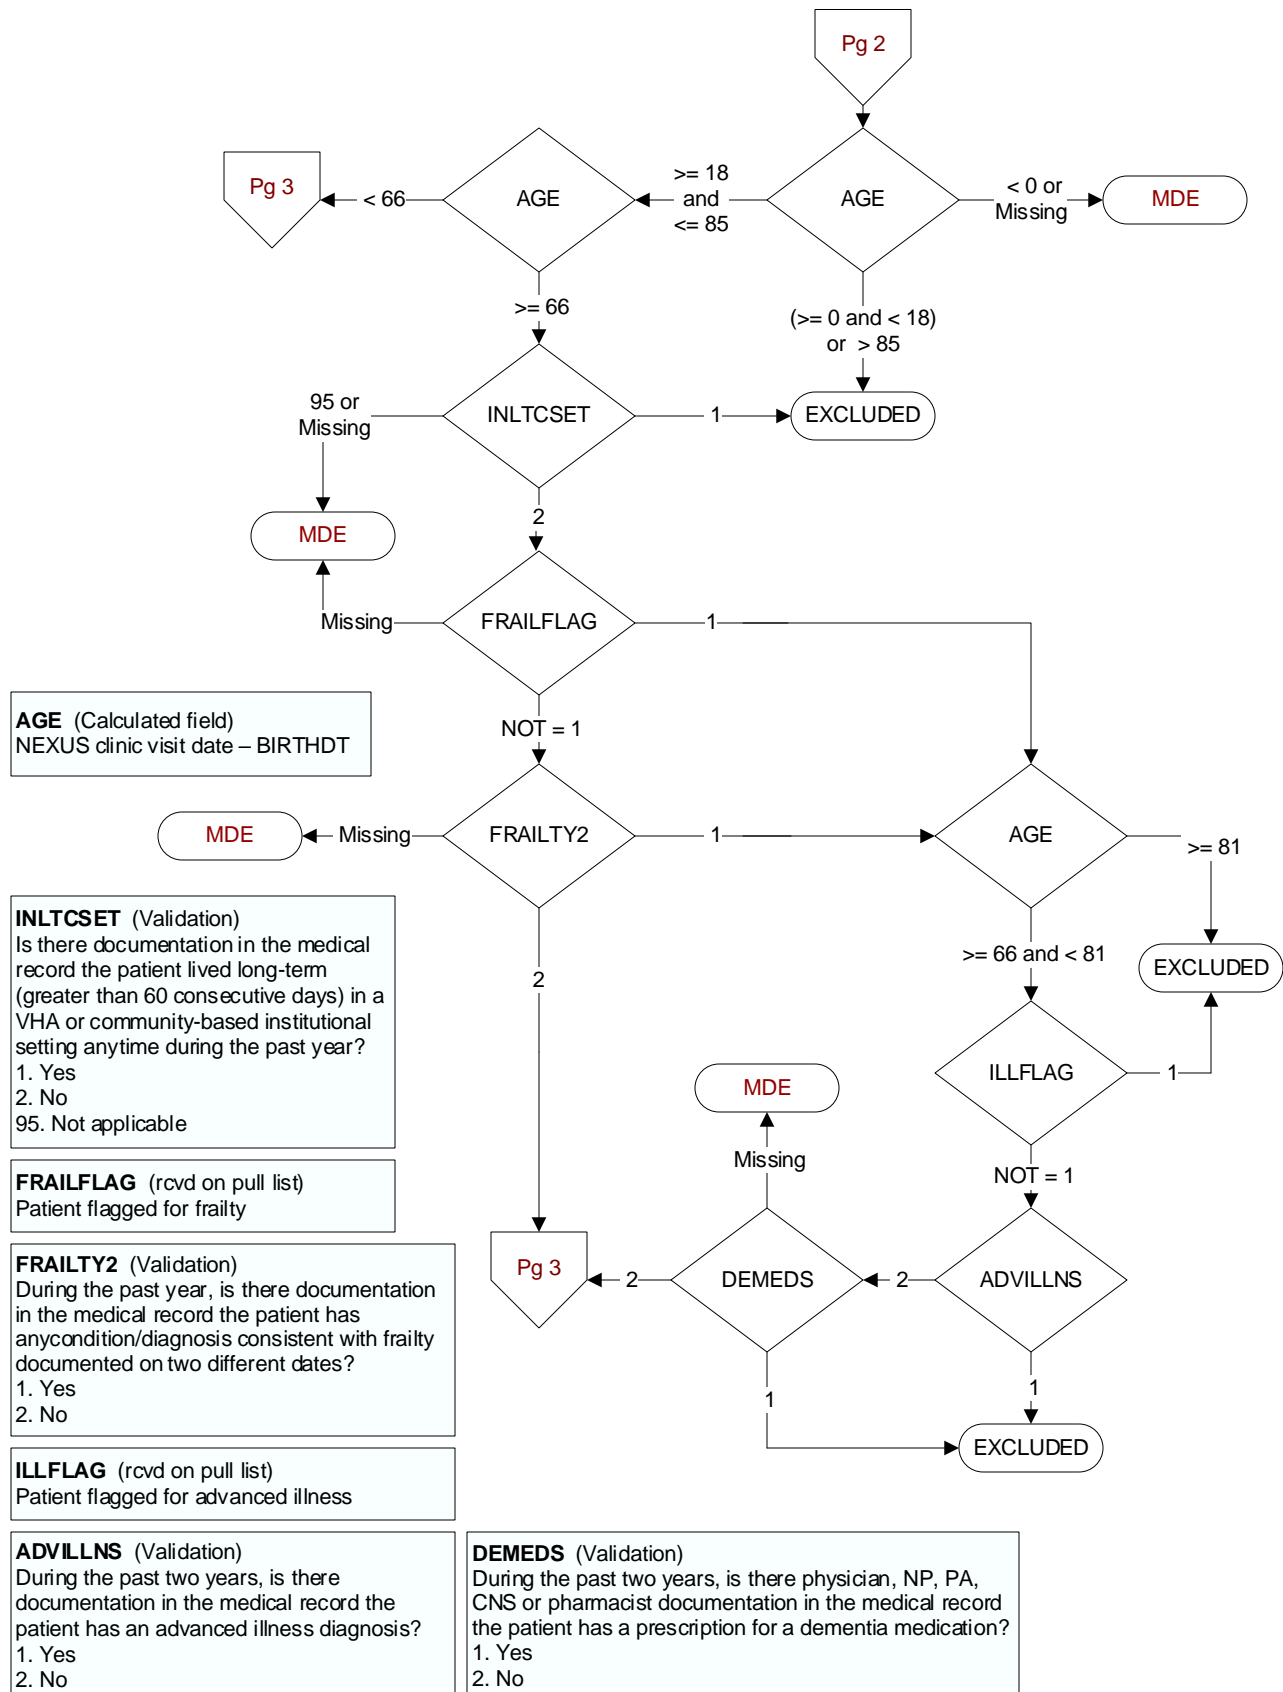 Pg 2
AGE
< 0 or
Missing
MDE
>= 18
and
<= 85
AGE
< 66
Pg 3
(>= 0 and < 18)
or > 85
>= 66
EXCLUDED
INLTCSET
1
95 or
Missing
MDE
2
FRAILFLAG
Missing
1
NOT = 1
AGE (Calculated field)
NEXUS clinic visit date – BIRTHDT
MDE
Missing
FRAILTY2
1
AGE
>= 81
2
>= 66 and < 81
EXCLUDED
INLTCSET (Validation)
Is there documentation in the medical
record the patient lived long-term
(greater than 60 consecutive days) in a
VHA or community-based institutional
setting anytime during the past year?
1. Yes
2. No
95. Not applicable
ILLFLAG
1
NOT = 1
MDE
Missing
FRAILFLAG (rcvd on pull list)
Patient flagged for frailty
Pg 3
2
DEMEDS
2
ADVILLNS
1
1
EXCLUDED
FRAILTY2 (Validation)
During the past year, is there documentation
in the medical record the patient has
anycondition/diagnosis consistent with frailty
documented on two different dates?
1. Yes
2. No
ILLFLAG (rcvd on pull list)
Patient flagged for advanced illness
ADVILLNS (Validation)
During the past two years, is there
documentation in the medical record the
patient has an advanced illness diagnosis?
1. Yes
2. No
DEMEDS (Validation)
During the past two years, is there physician, NP, PA,
CNS or pharmacist documentation in the medical record
the patient has a prescription for a dementia medication?
1. Yes
2. No